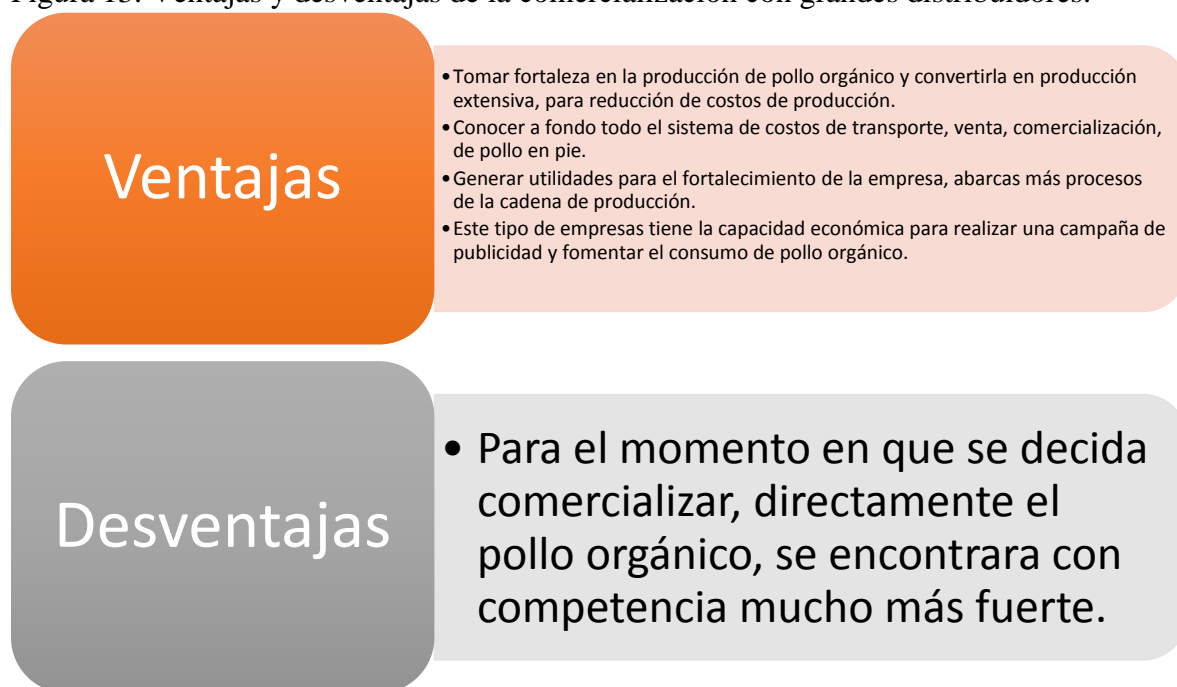 Figura 13. Ventajas y desventajas de la comercialización con grandes distribuidores.
Ventajas
•Tomar fortaleza en la producción de pollo orgánico y convertirla en producción
extensiva, para reducción de costos de producción.
•Conocer a fondo todo el sistema de costos de transporte, venta, comercialización,
de pollo en pie.
•Generar utilidades para el fortalecimiento de la empresa, abarcas más procesos
de la cadena de producción.
•Este tipo de empresas tiene la capacidad económica para realizar una campaña de
publicidad y fomentar el consumo de pollo orgánico.
Desventajas
• Para el momento en que se decida
comercializar, directamente el
pollo orgánico, se encontrara con
competencia mucho más fuerte.